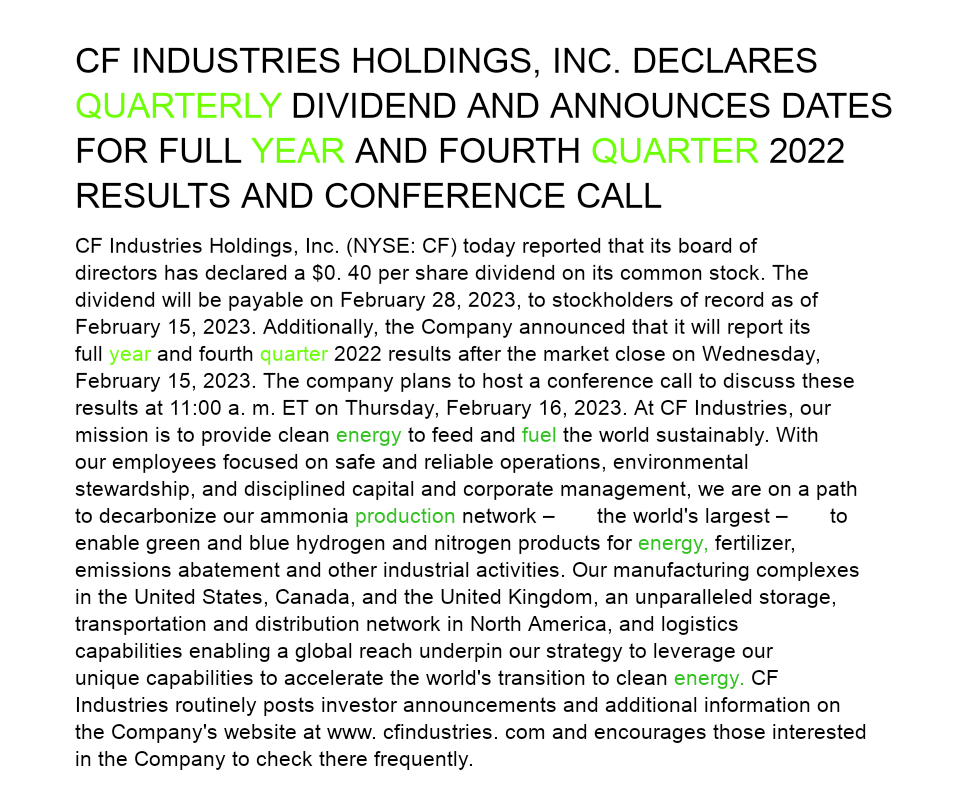 CF INDUSTRIES HOLDINGS, INC. DECLARES
QUARTERLY DIVIDEND AND ANNOUNCES DATES
FOR FULL YEAR AND FOURTH QUARTER 2022
RESULTS AND CONFERENCE CALL
CF Industries Holdings, Inc. (NYSE: CF) today reported that its board of
directors has declared a $0. 40 per share dividend on its common stock. The
dividend will be payable on February 28, 2023, to stockholders of record as of
February 15, 2023. Additionally, the Company announced that it will report its
full year and fourth quarter 2022 results after the market close on Wednesday,
February 15, 2023. The company plans to host a conference call to discuss these
results at 11:00 a. m. ET on Thursday, February 16, 2023. At CF Industries, our
mission is to provide clean energy to feed and fuel the world sustainably. With
our employees focused on safe and reliable operations, environmental
stewardship, and disciplined capital and corporate management, we are on a path
to decarbonize our ammonia production network – the world's largest – to
enable green and blue hydrogen and nitrogen products for energy, fertilizer,
emissions abatement and other industrial activities. Our manufacturing complexes
in the United States, Canada, and the United Kingdom, an unparalleled storage,
transportation and distribution network in North America, and logistics
capabilities enabling a global reach underpin our strategy to leverage our
unique capabilities to accelerate the world's transition to clean energy. CF
Industries routinely posts investor announcements and additional information on
the Company's website at www. cfindustries. com and encourages those interested
in the Company to check there frequently.